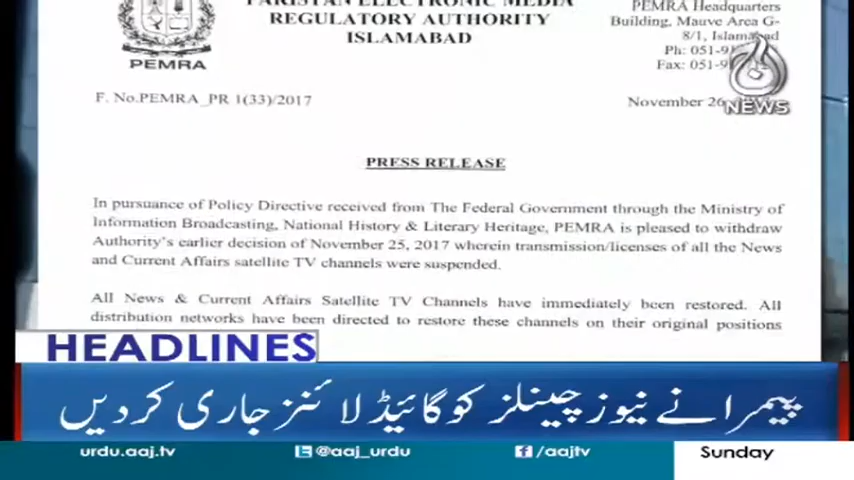 PAKISTAN ELECTRONIC MEDIA
REGULATORY AUTHORITY
ISLAMABAD
PEMRA Headquarters
Building, Mauve Area G-
8/1, Islamabad
Ph: 051-9
Fax: 051-9
PEMRA
NEWS
F. No.PEMRA_PR 1(33)/2017
November 26
PRESS RELEASE
In pursuance of Policy Directive received from The Federal Government through the Ministry of
Information Broadcasting, National History & Literary Heritage, PEMRA is pleased to withdraw
Authority's earlier decision of November 25, 2017 wherein transmission/licenses of all the News
and Current Affairs satellite TV channels were suspended.
All News & Current Affairs Satellite TV Channels have immediately been restored. All
distribution networks have been directed to restore these channels on their original positions
HEADLINES
پیمرا نے نیوز چینلز کو گائیڈ لائنز جاری کردیں
urdu.aaj.tv
@aaj_urdu
/aajtv
Sunday